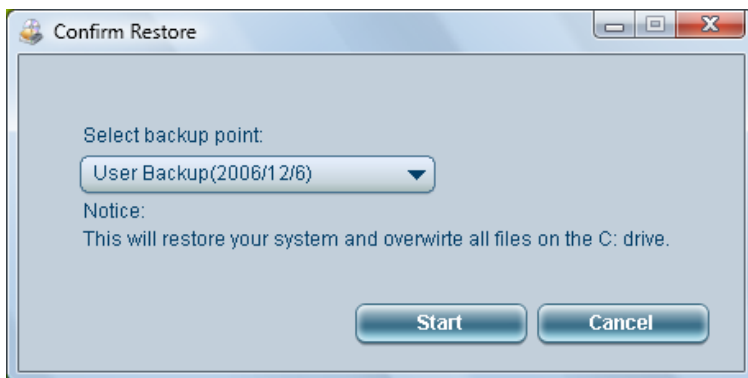 Confirm Restore
Select backup point:
User Backup(2006/12/6)
Notice:
This will restore your system and overwirte all files on the C: drive.
Start Cancel